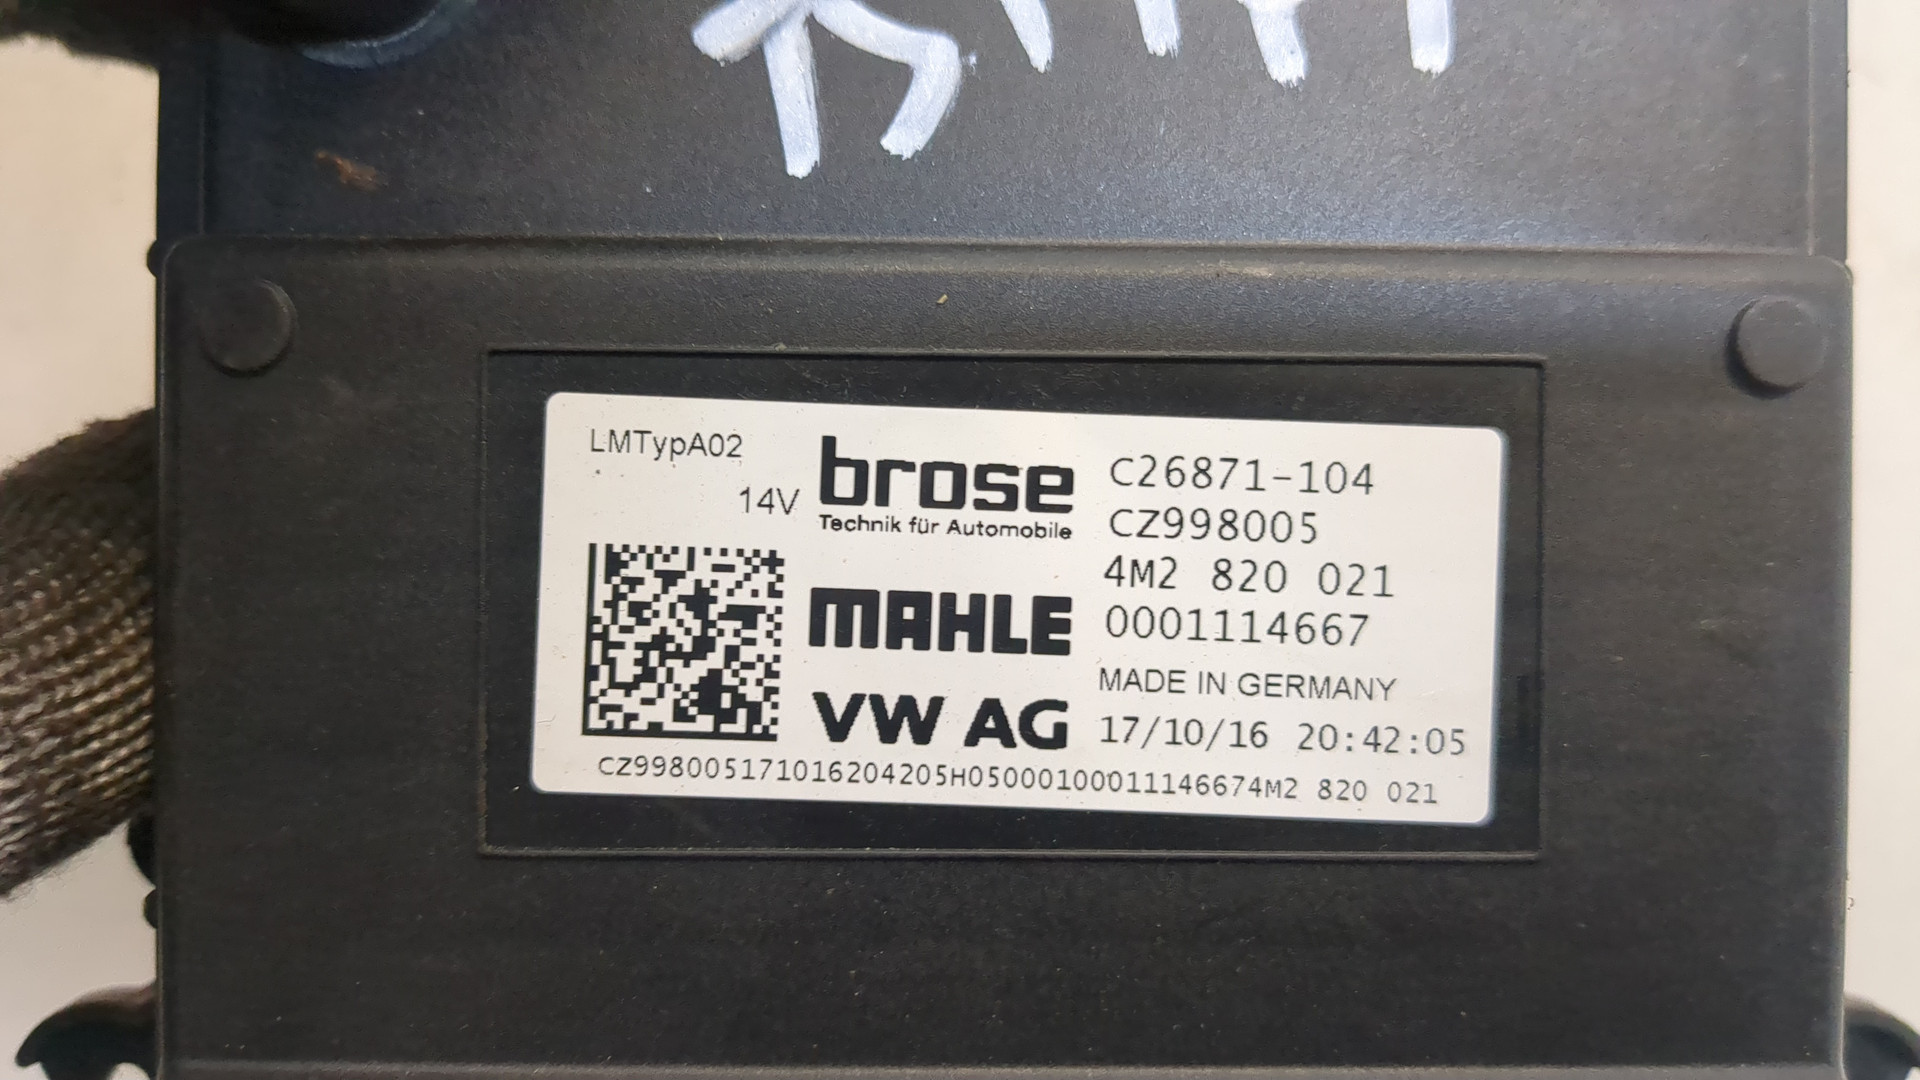 LMTypA02
14V
brose
Technik für Automobile
MAHLE
VW AG
C26871-104
CZ998005
4M2 820 021
0001114667
MADE IN GERMANY
17/10/16 20:42:05
CZ998005171016204205H05000100011146674M2 820 021